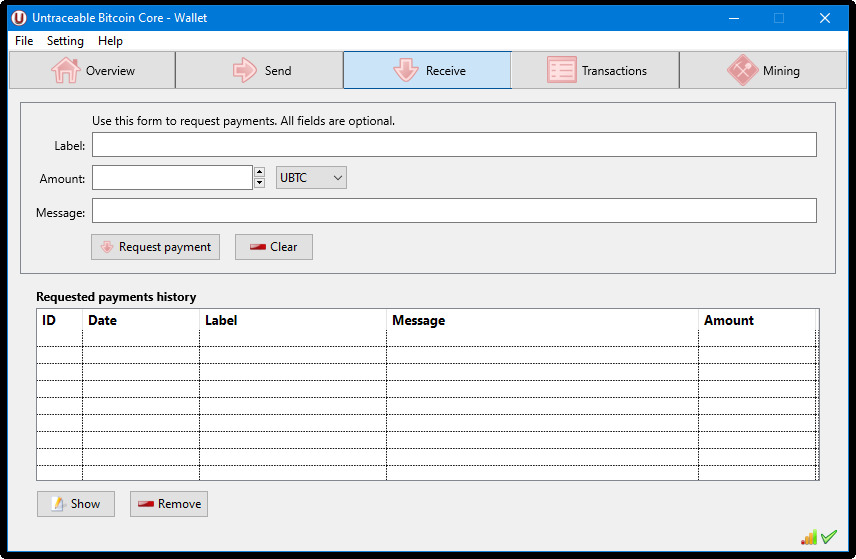 Untraceable Bitcoin Core - Wallet
File Setting Help
Overview Send Receive Transactions Mining
Use this form to request payments. All fields are optional.
Label:
Amount: UBTC
Message:
Request payment Clear
Requested payments history
ID Date Label Message Amount
Show Remove